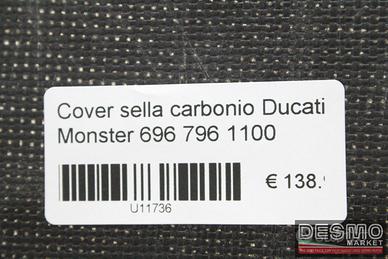 Cover sella carbonio Ducati
Monster 696 796 1100
€ 138.
U11736
DESMO
MARKET